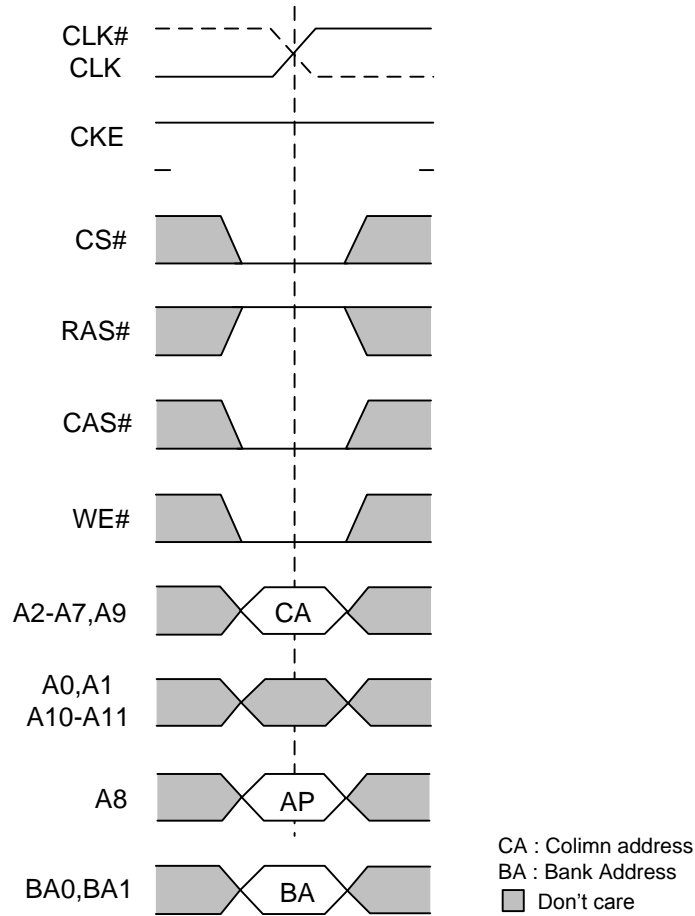 CLK#
CLK
CKE
CS#
RAS#
CAS#
WE#
A2-A7,A9
CA
A0,A1
A10-A11
A8
AP
BA0,BA1
BA
CA : Colimn address
BA : Bank Address
Don't care